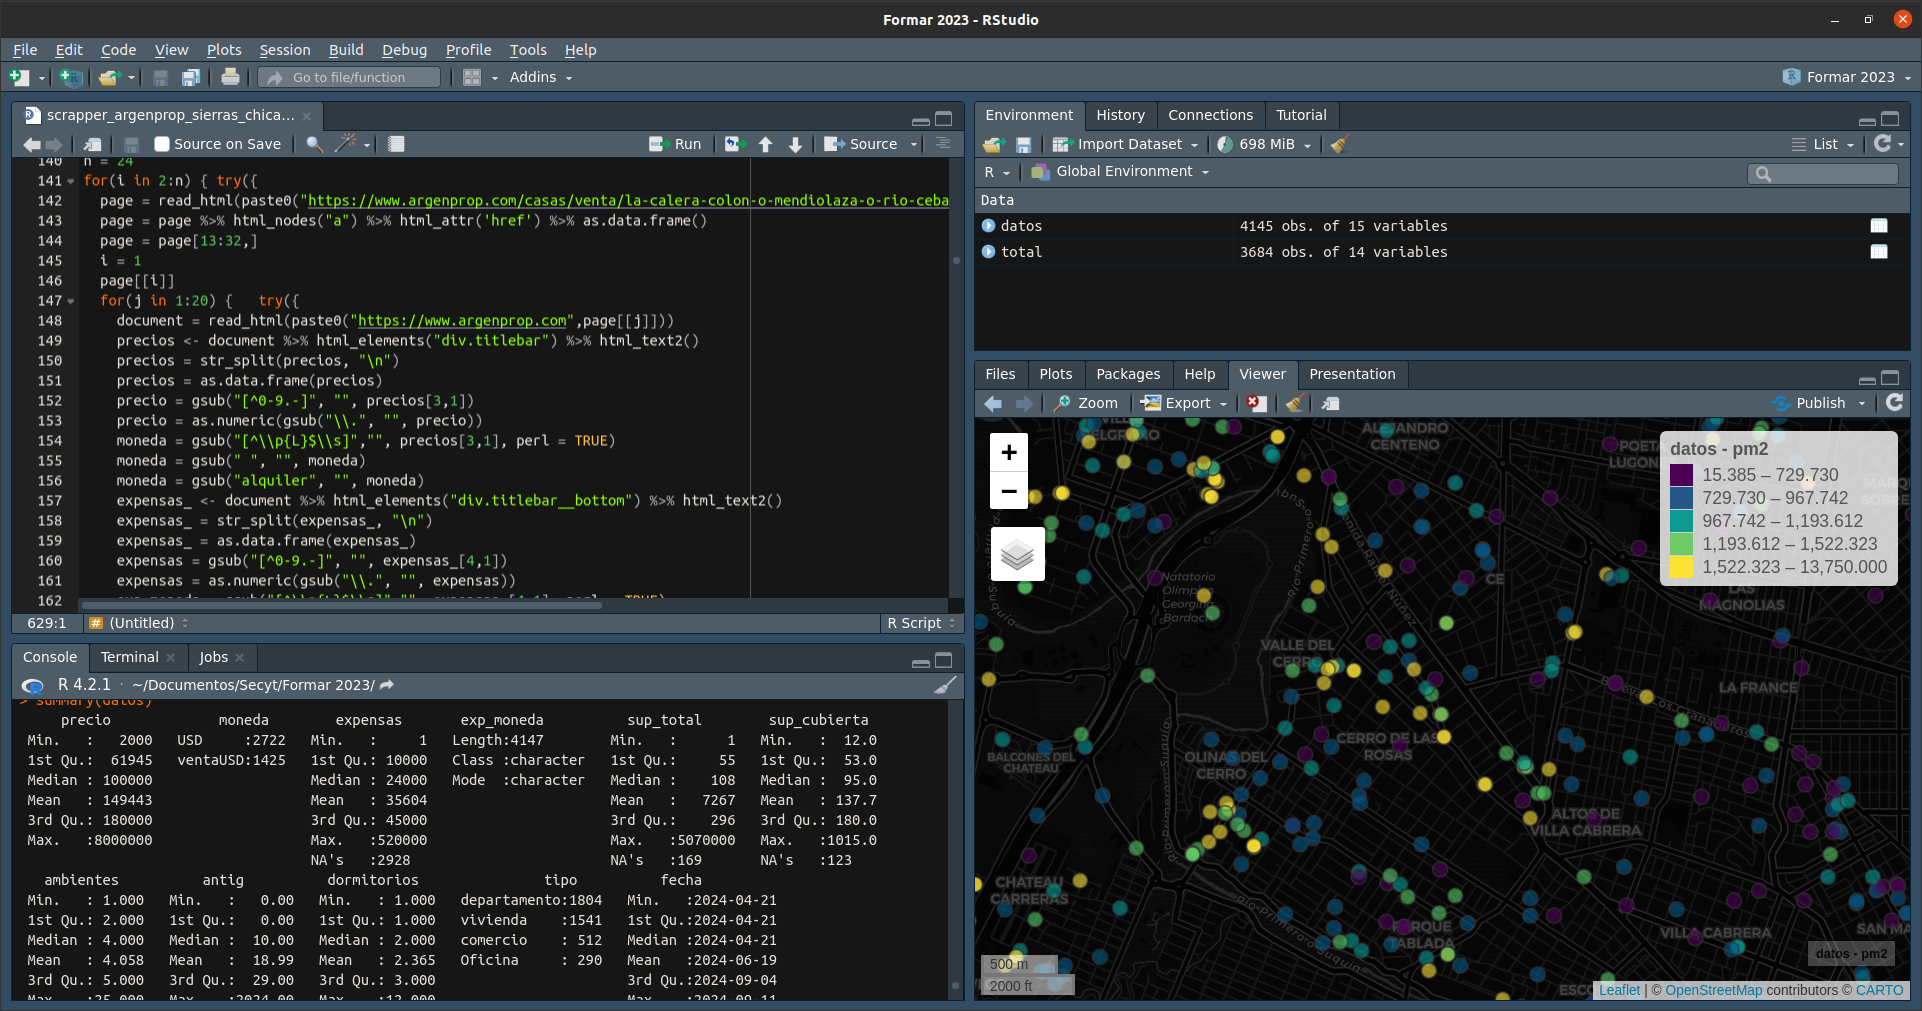 Formar 2023 - RStudio
File Edit Code View Plots Session Build Debug Profile Tools Help
Go to file/function Addins Formar 2023
scrapper_argenprop_sierras_chica...
Source on Save Run Source
140 n = 24
141 for(i in 2:n) { try({
142 page = read_html(paste0("https://www.argenprop.com/casas/venta/la-calera-colon-o-mendiolaza-o-rio-ceba
143 page = page %>% html_nodes("a") %>% html_attr('href') %>% as.data.frame()
144 page = page[13:32,]
145 i = 1
146 page[[i]]
147 for(j in 1:20) { try({
148 document = read_html(paste0("https://www.argenprop.com",page[[j]]))
149 precios <- document %>% html_elements("div.titlebar") %>% html_text2()
150 precios = str_split(precios, "\n")
151 precios = as.data.frame(precios)
152 precio = gsub("[^0-9.-]", "", precios[3,1])
153 precio = as.numeric(gsub("\\.", "", precio))
154 moneda = gsub("[^\\p{L}$\\s]","", precios[3,1], perl = TRUE)
155 moneda = gsub(" ", "", moneda)
156 moneda = gsub("alquiler", "", moneda)
157 expensas_ <- document %>% html_elements("div.titlebar__bottom") %>% html_text2()
158 expensas_ = str_split(expensas_, "\n")
159 expensas_ = as.data.frame(expensas_)
160 expensas = gsub("[^0-9.-]", "", expensas_[4,1])
161 expensas = as.numeric(gsub("\\.", "", expensas))
162
629:1 # (Untitled) R Script
Console Terminal Jobs
R 4.2.1 · ~/Documentos/Secyt/Formar 2023/
> summary(datos)
precio moneda expensas exp_moneda sup_total sup_cubierta
Min. : 2000 USD :2722 Min. : 1 Length:4147 Min. : 1 Min. : 12.0
1st Qu.: 61945 ventaUSD:1425 1st Qu.: 10000 Class :character 1st Qu.: 55 1st Qu.: 53.0
Median : 100000 Median : 24000 Mode :character Median : 108 Median : 95.0
Mean : 149443 Mean : 35604 Mean : 7267 Mean : 137.7
3rd Qu.: 180000 3rd Qu.: 45000 3rd Qu.: 296 3rd Qu.: 180.0
Max. :8000000 Max. :520000 Max. :5070000 Max. :1015.0
NA's :2928 NA's :169 NA's :123
ambientes antig dormitorios tipo fecha
Min. : 1.000 Min. : 0.00 Min. : 1.000 departamento:1804 Min. :2024-04-21
1st Qu.: 2.000 1st Qu.: 0.00 1st Qu.: 1.000 vivienda :1541 1st Qu.:2024-04-21
Median : 4.000 Median : 10.00 Median : 2.000 comercio : 512 Median :2024-04-21
Mean : 4.058 Mean : 18.99 Mean : 2.365 Oficina : 290 Mean :2024-06-19
3rd Qu.: 5.000 3rd Qu.: 29.00 3rd Qu.: 3.000 3rd Qu.:2024-09-04
Max. :25.000 Max. :2024.00 Max. :12.000 Max. :2024-09-11
Environment History Connections Tutorial
Import Dataset 698 MiB List
R Global Environment
Data
datos 4145 obs. of 15 variables
total 3684 obs. of 14 variables
Files Plots Packages Help Viewer Presentation
Zoom Export Publish
+
−
datos - pm2
15.385 – 729.730
729.730 – 967.742
967.742 – 1,193.612
1,193.612 – 1,522.323
1,522.323 – 13,750.000
ALEJANDRO CENTENO
Natatorio Olímpico Georgina Bardach
LAS MAGNOLIAS
VALLE DEL CERRO
LA FRANCE
CERRO DE LAS ROSAS
BALCONES DEL CHATEAU
OLINAS DEL CERRO
ALTOS DE VILLA CABRERA
CHATEAU CARRERAS
PARQUE TABLADA
VILLA CABRERA
500 m
2000 ft
datos - pm2
Leaflet | © OpenStreetMap contributors © CARTO